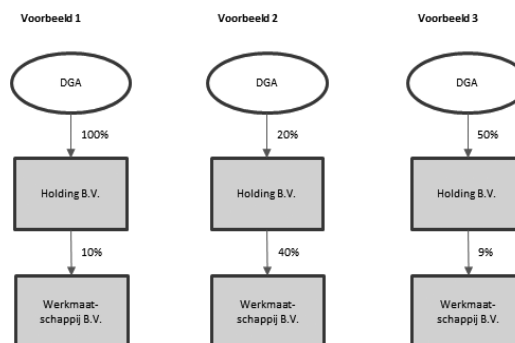 Voorbeeld 1
Voorbeeld 2
Voorbeeld 3
DGA
DGA
DGA
100%
20%
50%
Holding B.V.
Holding B.V.
Holding B.V.
10%
40%
9%
Werkmaat-
schappij B.V.
Werkmaat-
schappij B.V.
Werkmaat-
schappij B.V.